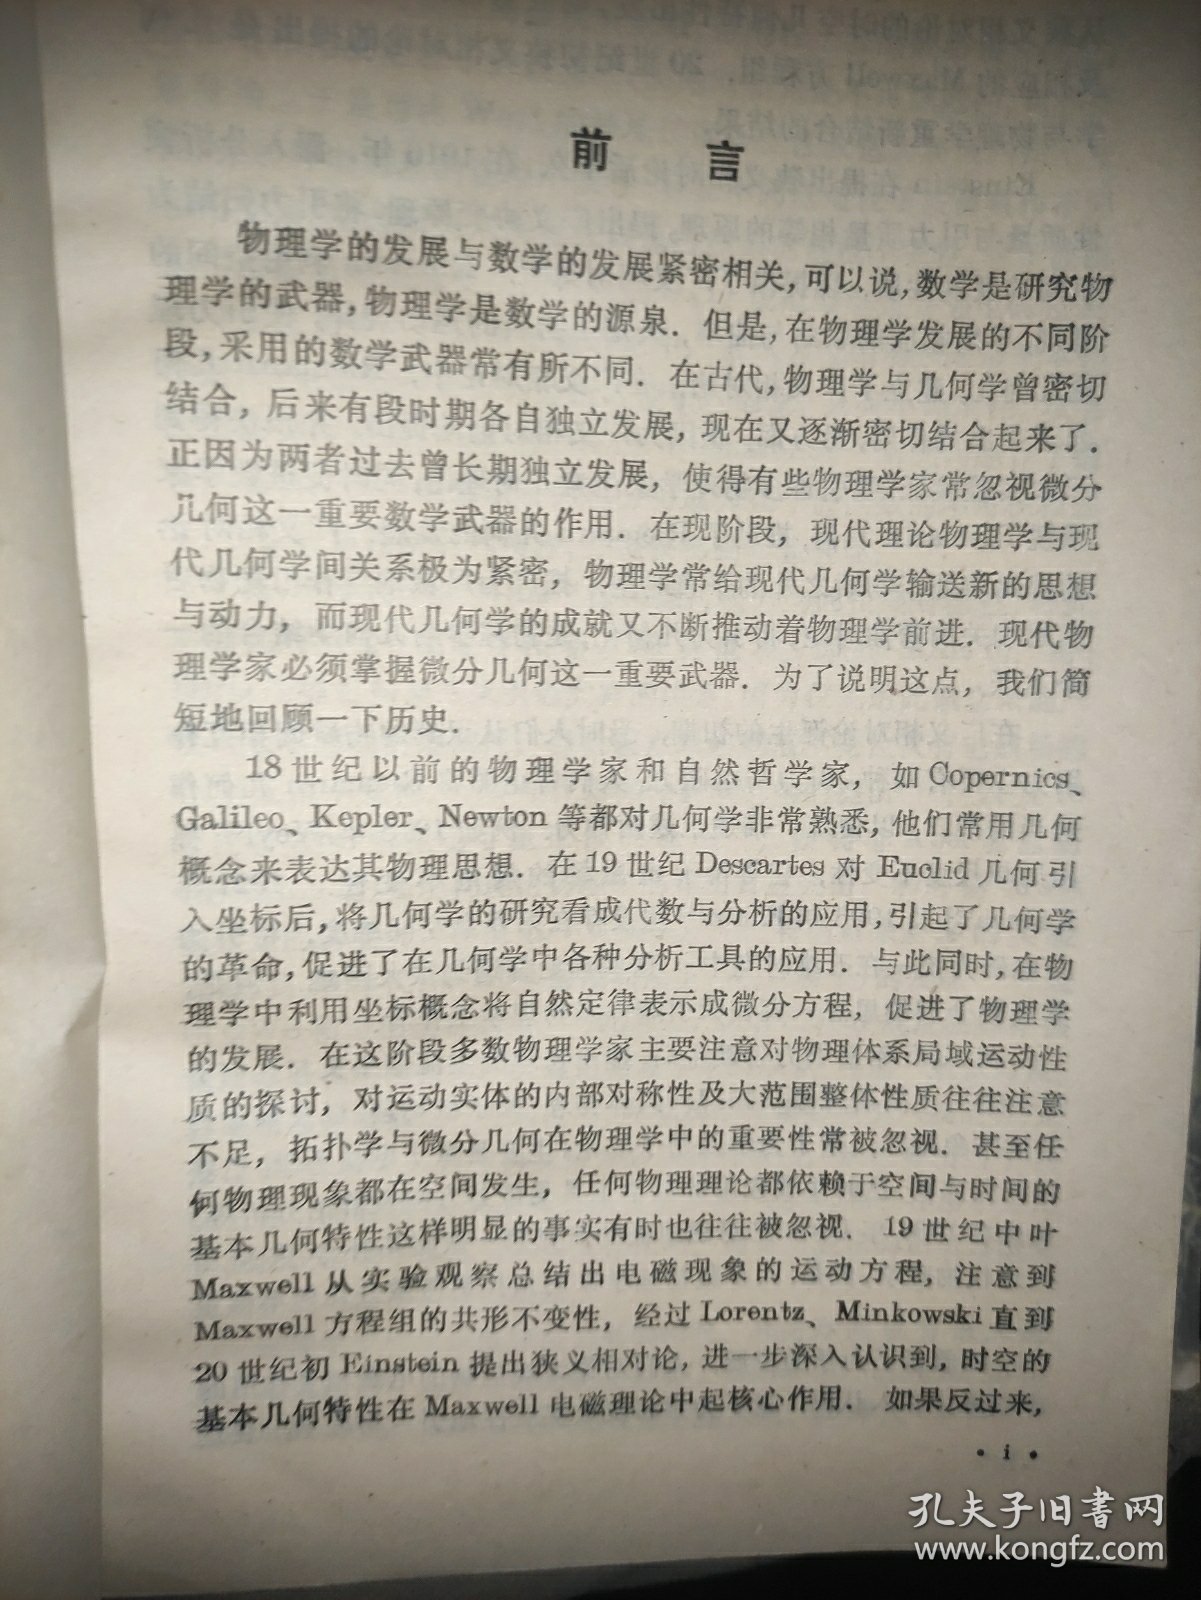 前言
物理学的发展与数学的发展紧密相关,可以说,数学是研究物
理学的武器,物理学是数学的源泉.但是,在物理学发展的不同阶
段,采用的数学武器常有所不同.在古代,物理学与几何学曾密切
结合,后来有段时期各自独立发展,现在又逐渐密切结合起来了.
正因为两者过去曾长期独立发展,使得有些物理学家常忽视微分
几何这一重要数学武器的作用.在现阶段,现代理论物理学与现
代几何学间关系极为紧密,物理学常给现代几何学输送新的思想
与动力,而现代几何学的成就又不断推动着物理学前进.现代物
理学家必须掌握微分几何这一重要武器.为了说明这点,我们简
短地回顾一下历史.
18世纪以前的物理学家和自然哲学家,如Copernics、
Galileo、Kepler、Newton等都对几何学非常熟悉,他们常用几何
概念来表达其物理思想.在19世纪Descartes对Euclid几何引
入坐标后,将几何学的研究看成代数与分析的应用,引起了几何学
的革命,促进了在几何学中各种分析工具的应用.与此同时,在物
理学中利用坐标概念将自然定律表示成微分方程,促进了物理学
的发展.在这阶段多数物理学家主要注意对物理体系局域运动性
质的探讨,对运动实体的内部对称性及大范围整体性质往往注意
不足,拓扑学与微分几何在物理学中的重要性常被忽视.甚至任
何物理现象都在空间发生,任何物理理论都依赖于空间与时间的
基本几何特性这样明显的事实有时也往往被忽视.19世纪中叶
Maxwell从实验观察总结出电磁现象的运动方程,注意到
Maxwell方程组的共形不变性,经过Lorentz、Minkowski直到
20世纪初Einstein提出狭义相对论,进一步深入认识到,时空的
基本几何特性在Maxwell电磁理论中起核心作用.如果反过来,
• i •
孔夫子旧书网
www.kongfz.com